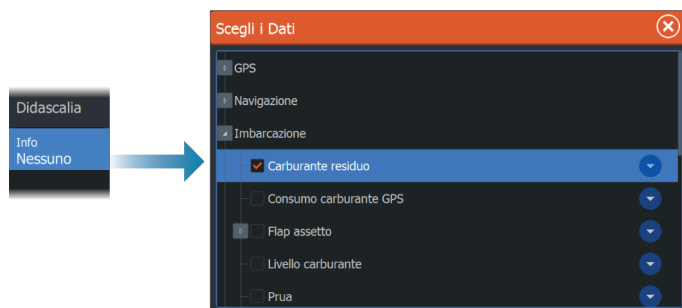 Didascalia
Info
Nessuno
Scegli i Dati
GPS
Navigazione
Imbarcazione
Carburante residuo
Consumo carburante GPS
Flap assetto
Livello carburante
Prua